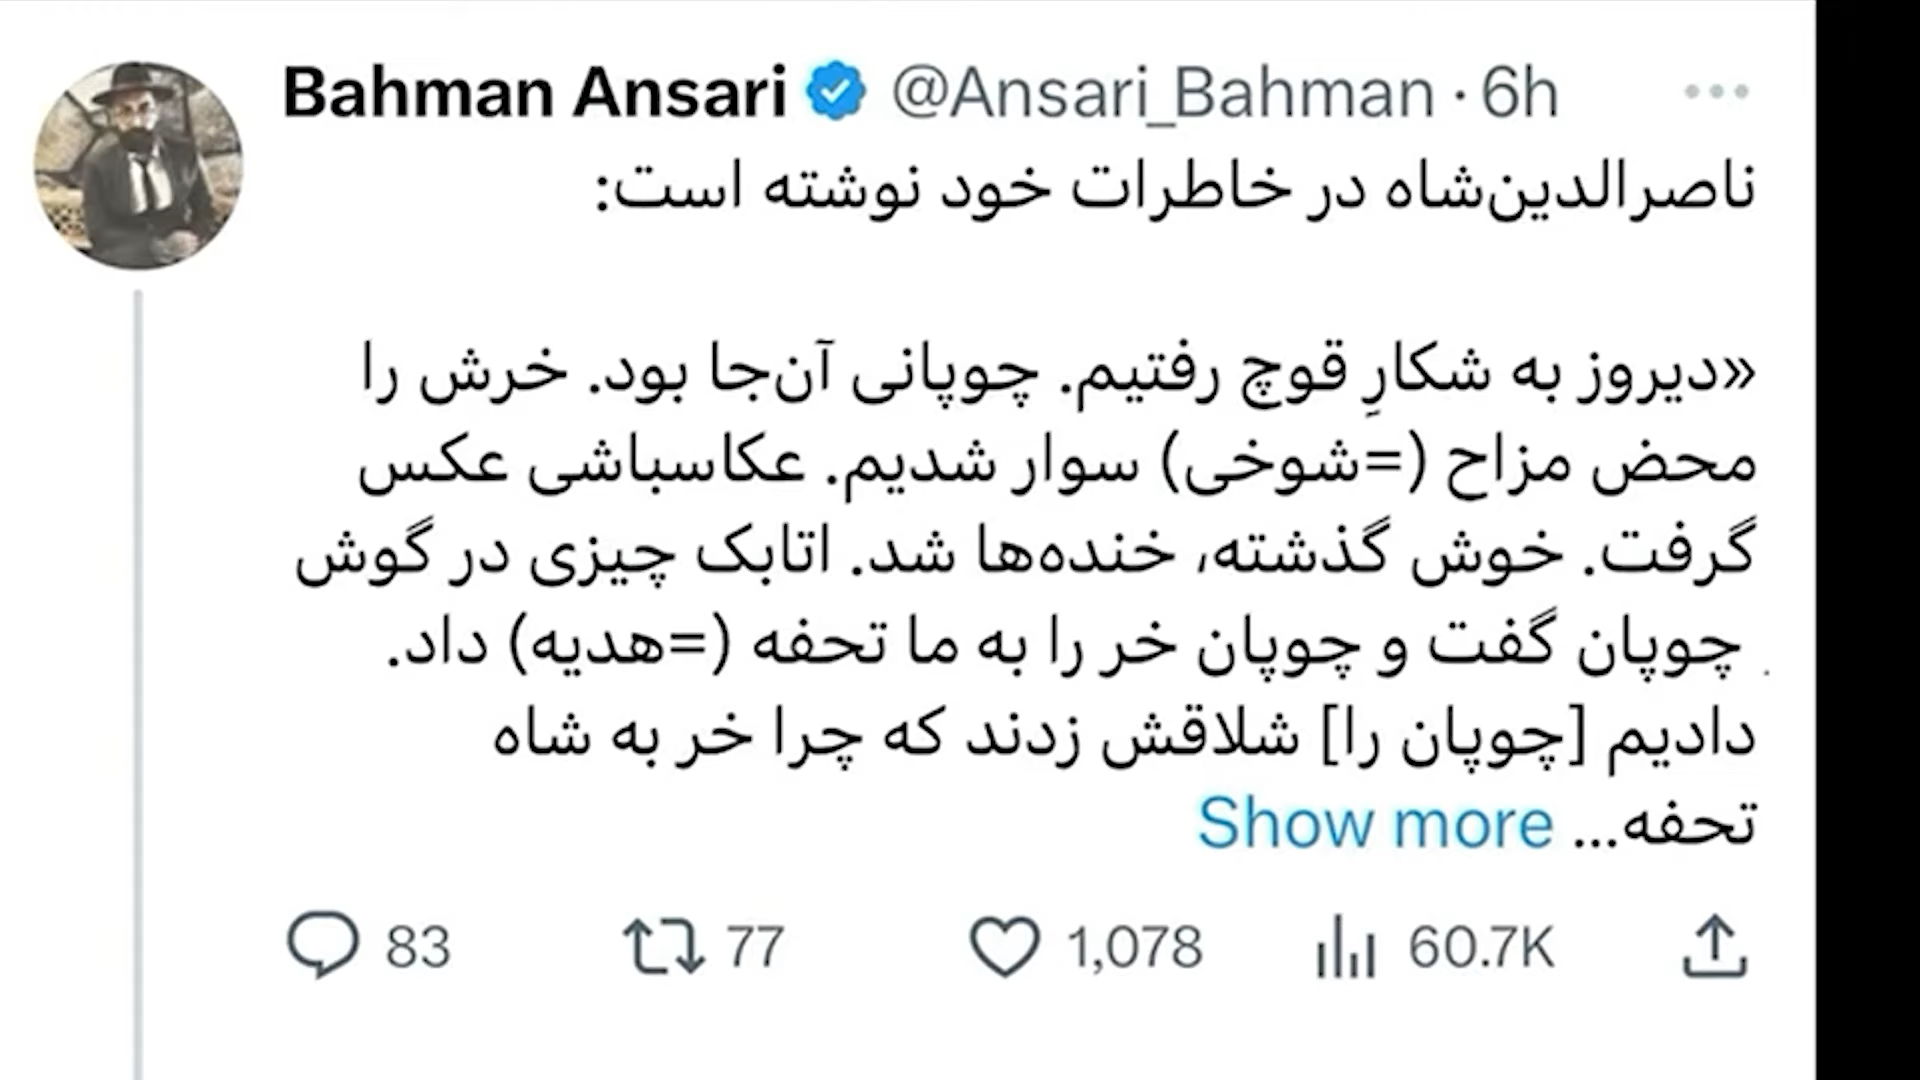 Bahman Ansari @Ansari_Bahman · 6h
ناصرالدین‌شاه در خاطرات خود نوشته است:
«دیروز به شکارِ قوچ رفتیم. چوپانی آن‌جا بود. خرش را
محض مزاح (=شوخی) سوار شدیم. عکاسباشی عکس
گرفت. خوش گذشته، خنده‌ها شد. اتابک چیزی در گوش
چوپان گفت و چوپان خر را به ما تحفه (=هدیه) داد.
دادیم [چوپان را] شلاقش زدند که چرا خر به شاه
تحفه... Show more
83 77 1,078 60.7K